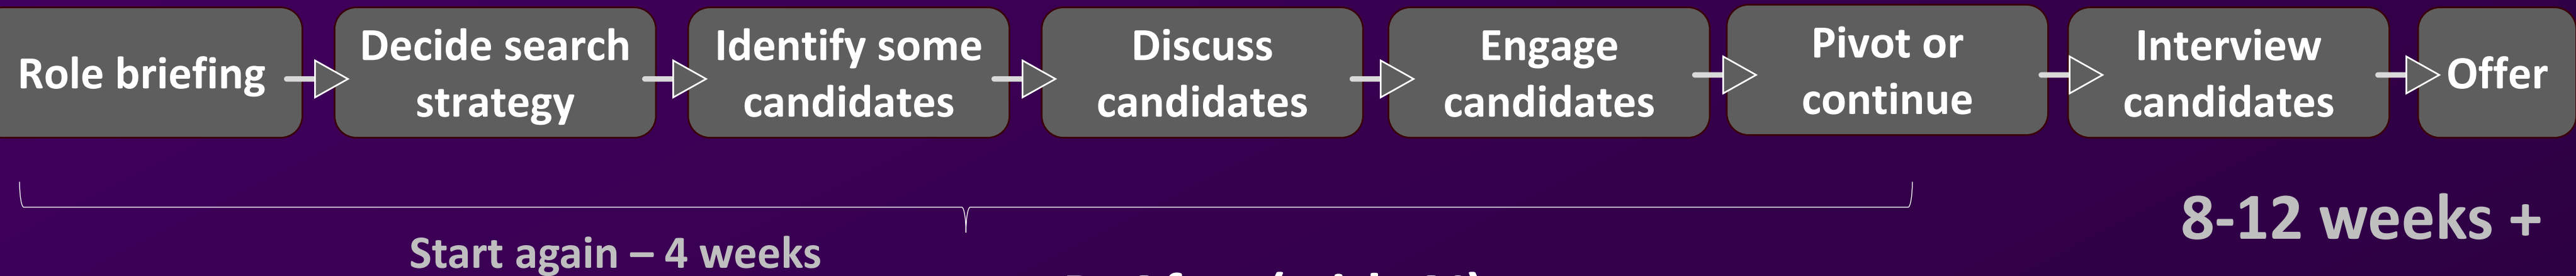 Role briefing
Decide search
strategy
Identify some
candidates
Discuss
candidates
Engage
candidates
Pivot or
continue
Interview
candidates
Offer
8-12 weeks +
Start again – 4 weeks